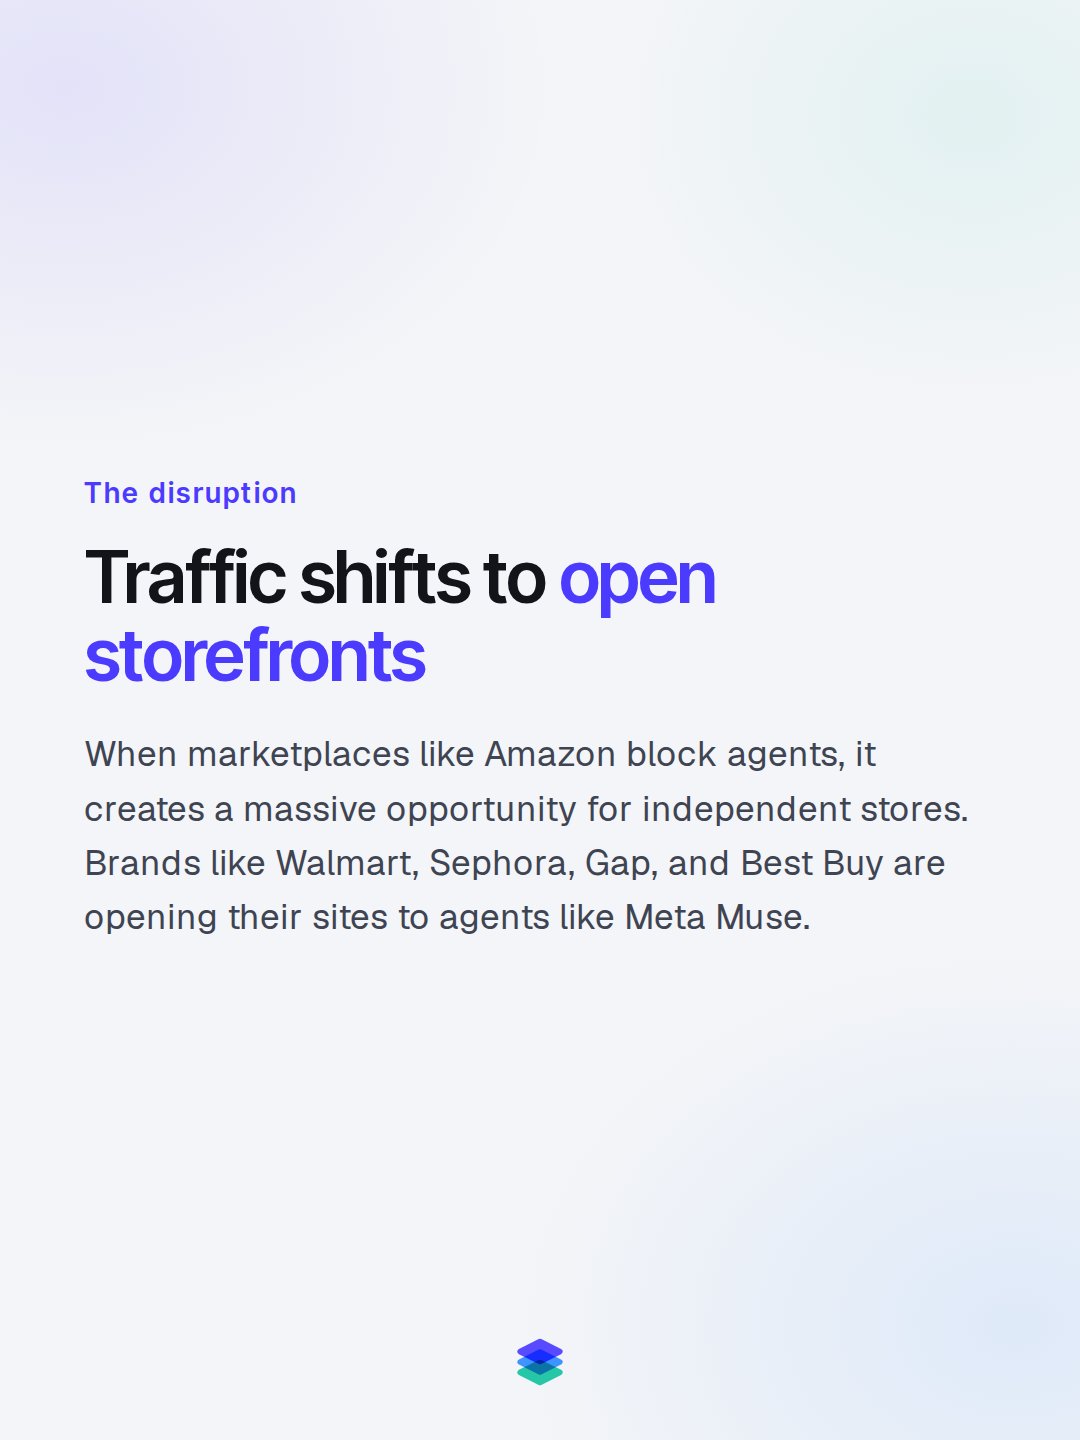 The disruption
Traffic shifts to open
storefronts
When marketplaces like Amazon block agents, it
creates a massive opportunity for independent stores.
Brands like Walmart, Sephora, Gap, and Best Buy are
opening their sites to agents like Meta Muse.